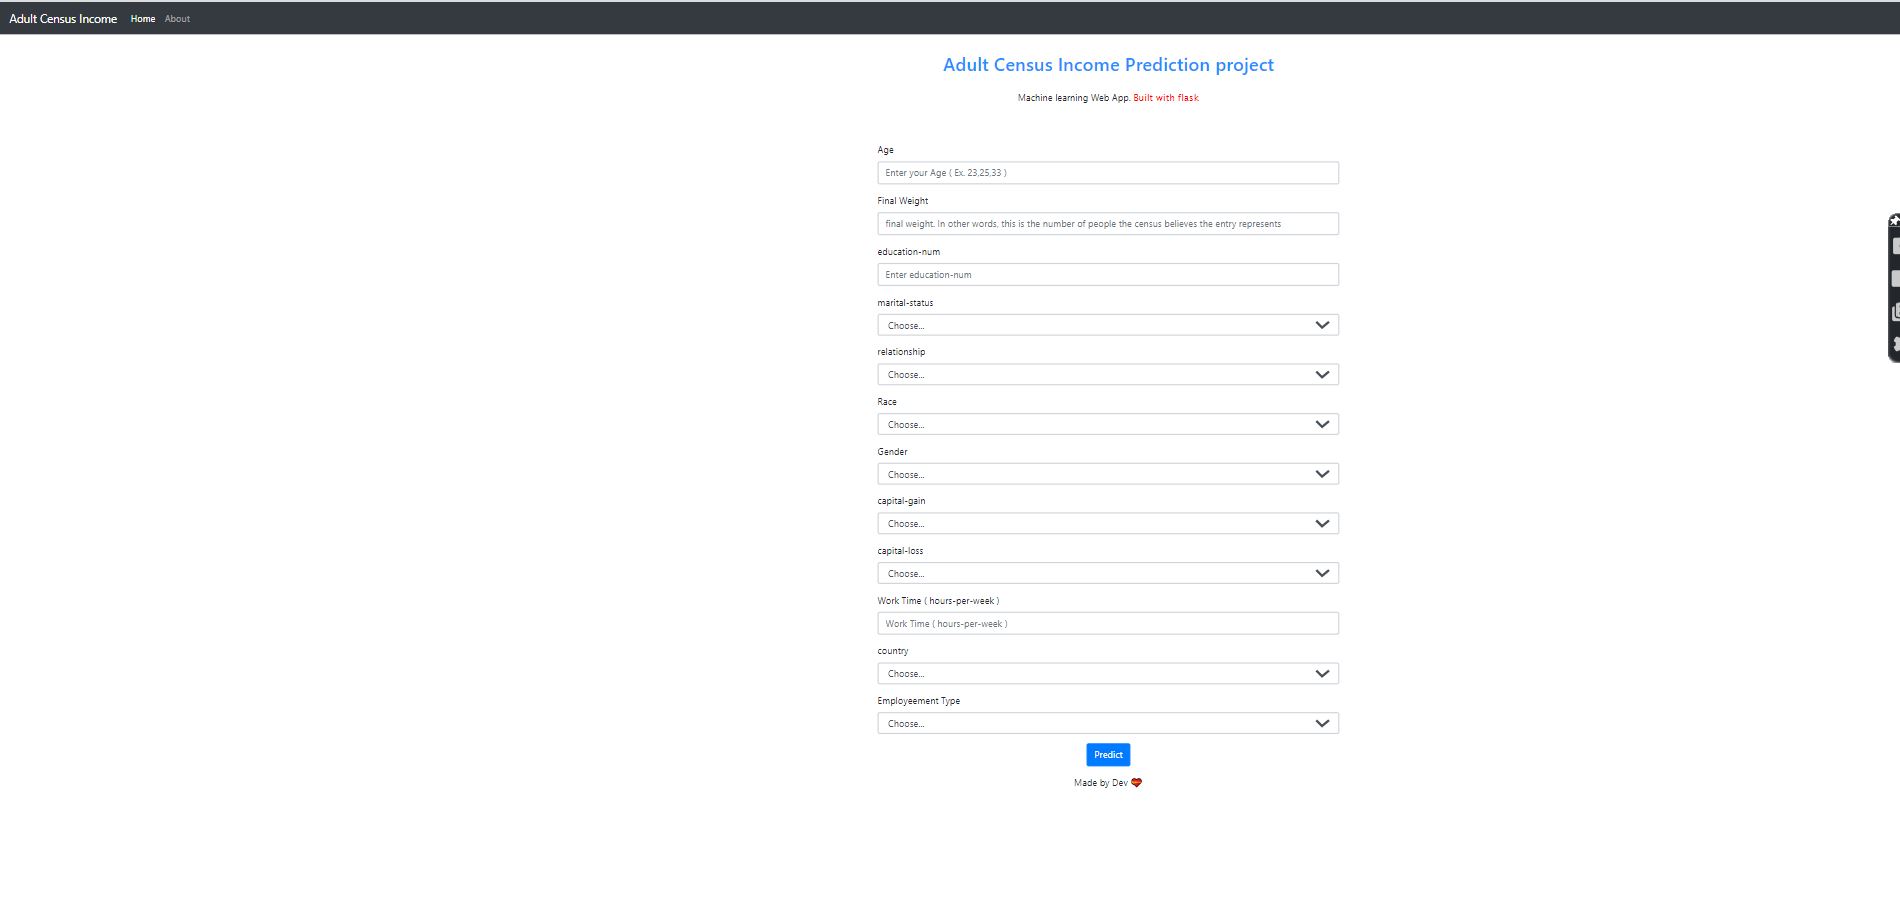 Adult Census Income Home About
Adult Census Income Prediction project
Machine learning Web App. Built with flask
Age
Enter your Age ( Ex. 23,25,33 )
Final Weight
final weight. In other words, this is the number of people the census believes the entry represents
education-num
Enter education-num
marital-status
Choose...
relationship
Choose...
Race
Choose...
Gender
Choose...
capital-gain
Choose...
capital-loss
Choose...
Work Time ( hours-per-week )
Work Time ( hours-per-week )
country
Choose...
Employeement Type
Choose...
Predict
Made by Dev